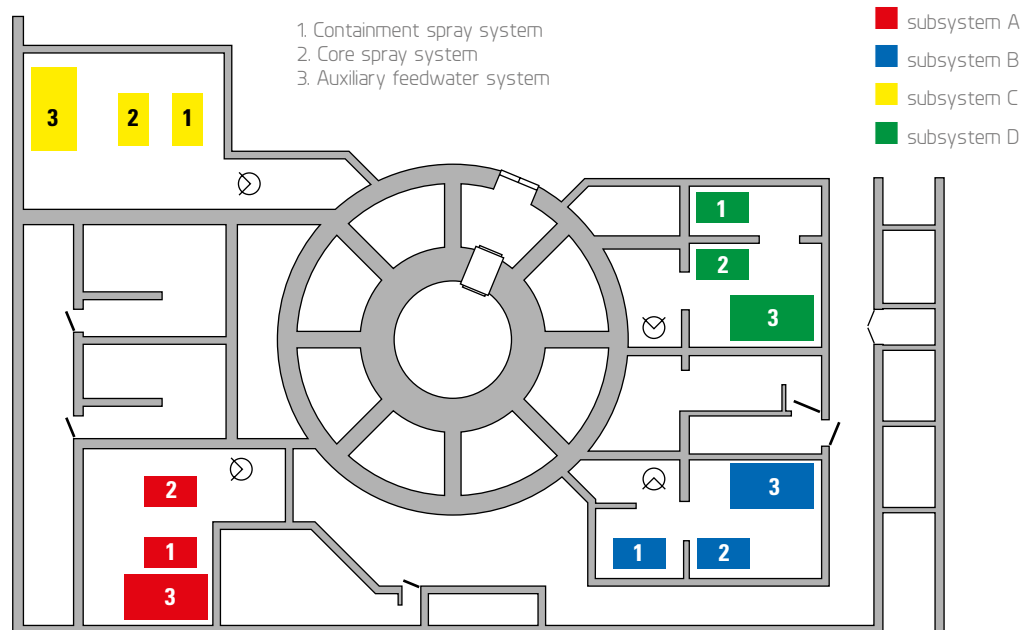 1. Containment spray system
2. Core spray system
3. Auxiliary feedwater system
subsystem A
subsystem B
subsystem C
subsystem D
3 2 1
1
2
3
2
1
3
3
1 2